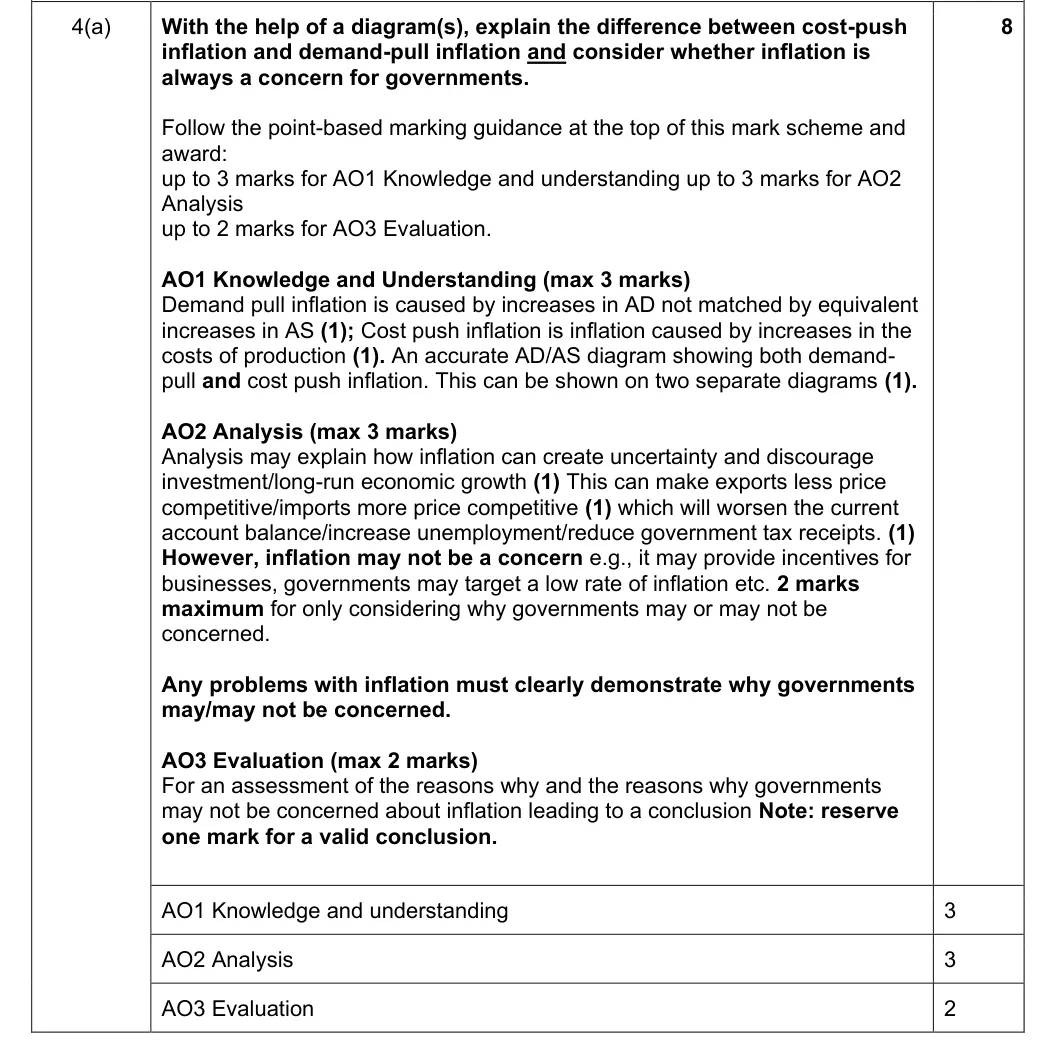 4(a)
With the help of a diagram(s), explain the difference between cost-push
inflation and demand-pull inflation and consider whether inflation is
always a concern for governments.
8
Follow the point-based marking guidance at the top of this mark scheme and
award:
up to 3 marks for AO1 Knowledge and understanding up to 3 marks for AO2
Analysis
up to 2 marks for AO3 Evaluation.
AO1 Knowledge and Understanding (max 3 marks)
Demand pull inflation is caused by increases in AD not matched by equivalent
increases in AS (1); Cost push inflation is inflation caused by increases in the
costs of production (1). An accurate AD/AS diagram showing both demand-
pull and cost push inflation. This can be shown on two separate diagrams (1).
AO2 Analysis (max 3 marks)
Analysis may explain how inflation can create uncertainty and discourage
investment/long-run economic growth (1) This can make exports less price
competitive/imports more price competitive (1) which will worsen the current
account balance/increase unemployment/reduce government tax receipts. (1)
However, inflation may not be a concern e.g., it may provide incentives for
businesses, governments may target a low rate of inflation etc. 2 marks
maximum for only considering why governments may or may not be
concerned.
Any problems with inflation must clearly demonstrate why governments
may/may not be concerned.
AO3 Evaluation (max 2 marks)
For an assessment of the reasons why and the reasons why governments
may not be concerned about inflation leading to a conclusion Note: reserve
one mark for a valid conclusion.
AO1 Knowledge and understanding 3
AO2 Analysis 3
AO3 Evaluation 2